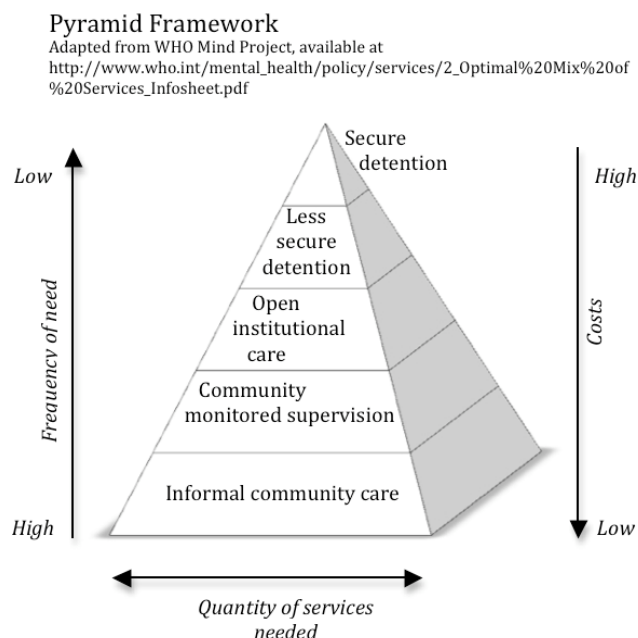 Pyramid Framework
Adapted from WHO Mind Project, available at
http://www.who.int/mental_health/policy/services/2_Optimal%20Mix%20of
%20Services_Infosheet.pdf
Secure
detention
Low
High
Less
secure
detention
Open
institutional
care
Frequency of need
Costs
Community
monitored supervision
Informal community care
High
Low
Quantity of services
needed